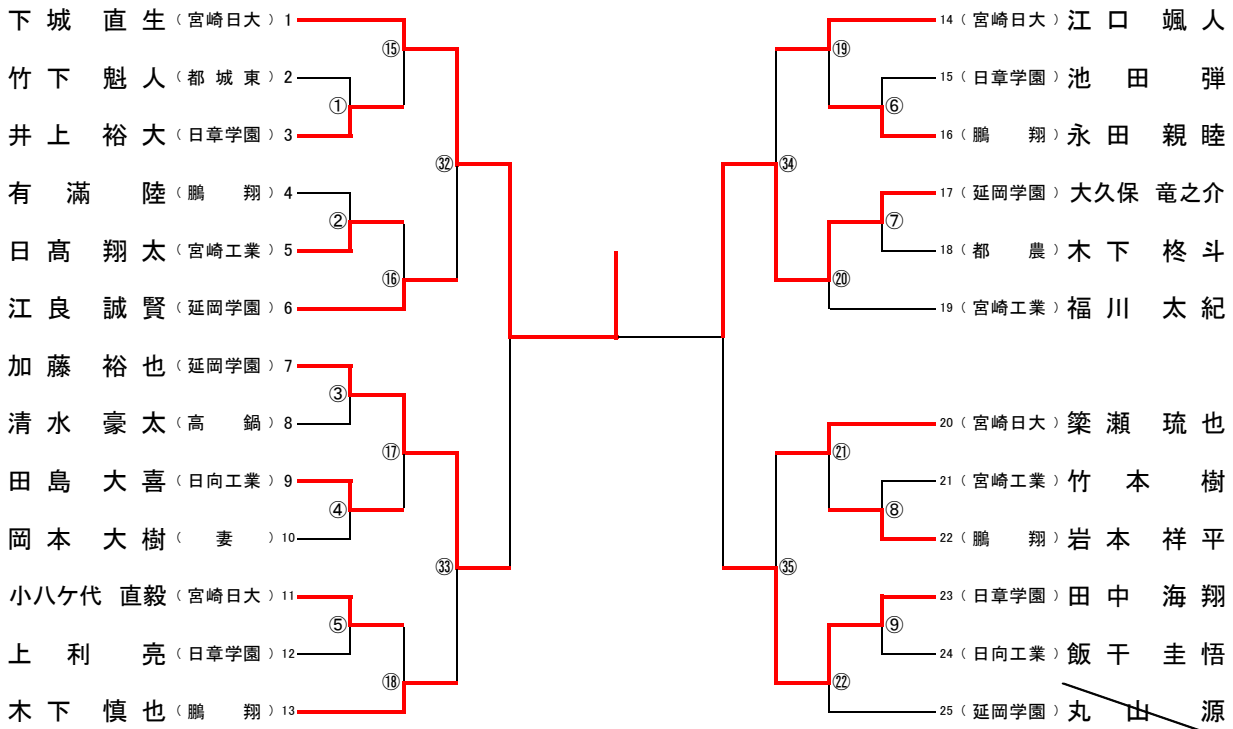 下城 直生（宮崎日大）1
竹下 魁人（都城東）2
井上 裕大（日章学園）3
有満 陸（鵬翔）4
日髙 翔太（宮崎工業）5
江良 誠賢（延岡学園）6
加藤 裕也（延岡学園）7
清水 豪太（高鍋）8
田島 大喜（日向工業）9
岡本 大樹（妻）10
小八ケ代 直毅（宮崎日大）11
上利 亮（日章学園）12
木下 慎也（鵬翔）13
⑮
①
②
⑯
㉜
③
⑰
④
㉝
⑤
⑱
14（宮崎日大）江口 颯人
15（日章学園）池田 弾
16（鵬翔）永田 親睦
17（延岡学園）大久保 竜之介
18（都農）木下 柊斗
19（宮崎工業）福川 太紀
20（宮崎日大）簗瀬 琉也
21（宮崎工業）竹本 樹
22（鵬翔）岩本 祥平
23（日章学園）田中 海翔
24（日向工業）飯干 圭悟
25（延岡学園）丸山 源
⑲
⑥
㉞
⑦
⑳
㉑
⑧
㉟
⑨
㉒